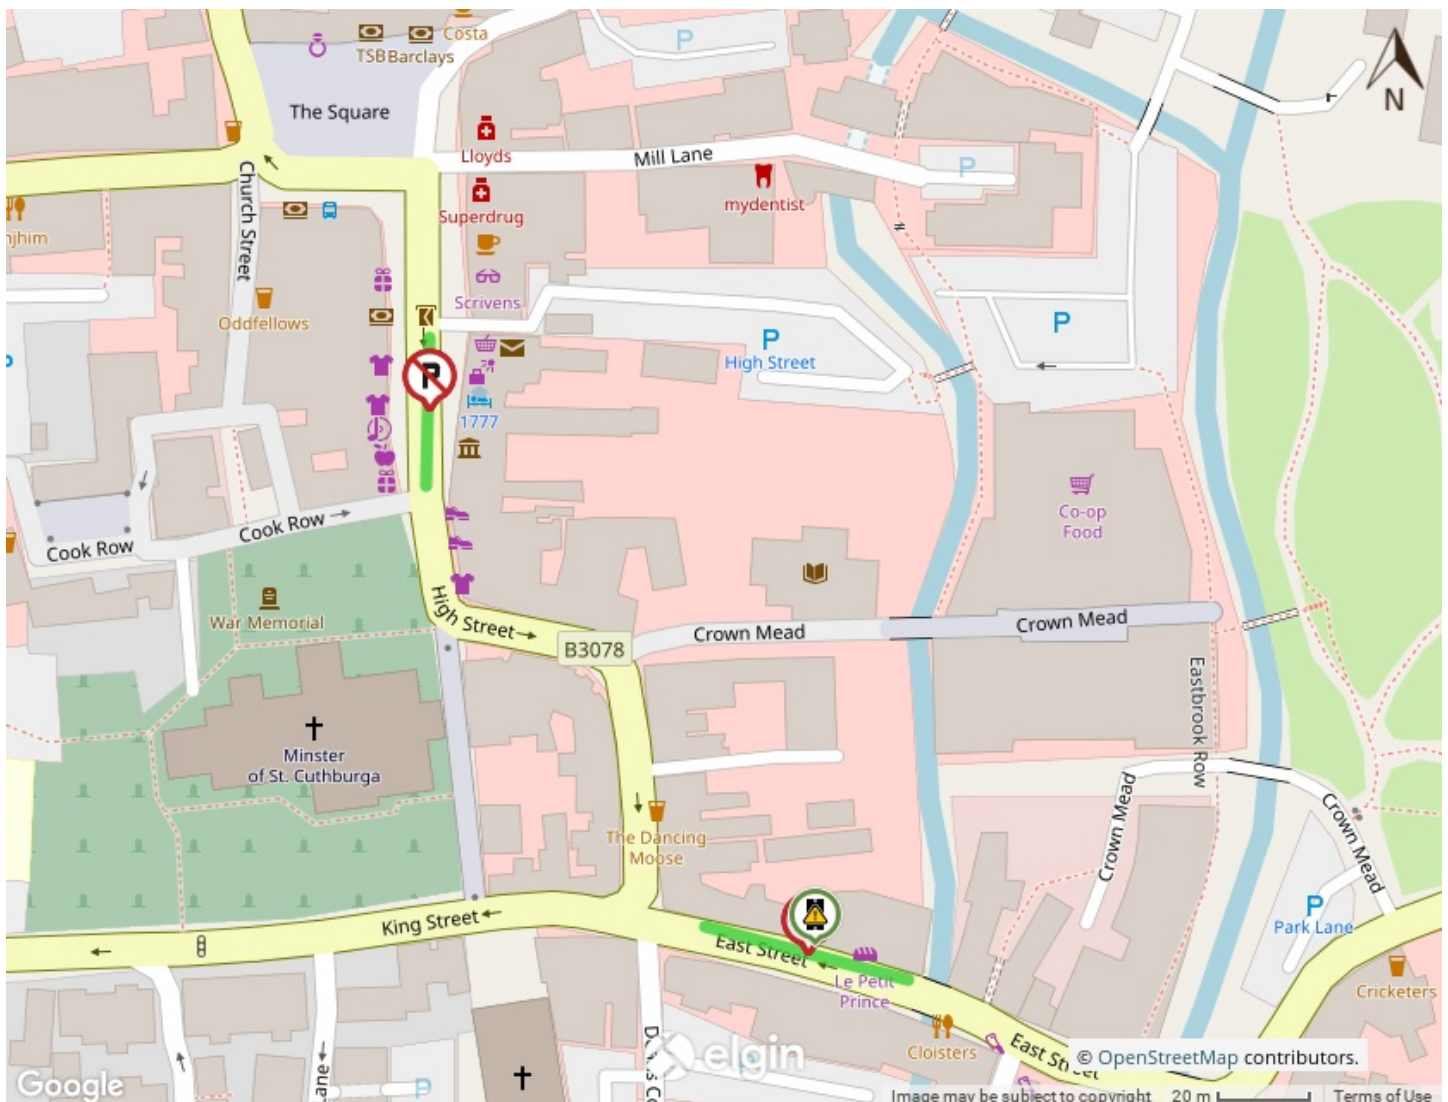 Costa
TSB
Barclays
The Square
N
P
Lloyds
Mill Lane
P
mydentist
Superdrug
Church Street
Scrivens
Oddfellows
P
High Street
P
P
1777
Co-op
Food
Cook Row
Cook Row
War Memorial
High Street
B3078
Crown Mead
Crown Mead
Eastbrook Row
Minster
of St. Cuthburga
Crown Mead
Crown Mead
The Dancing
Moose
King Street
East Street
Le Petit
Prince
P
Park Lane
Cricketers
Cloisters
East Street
© OpenStreetMap contributors.
elgin
P
Lane
Google
Image may be subject to copyright
20 m
Terms of Use